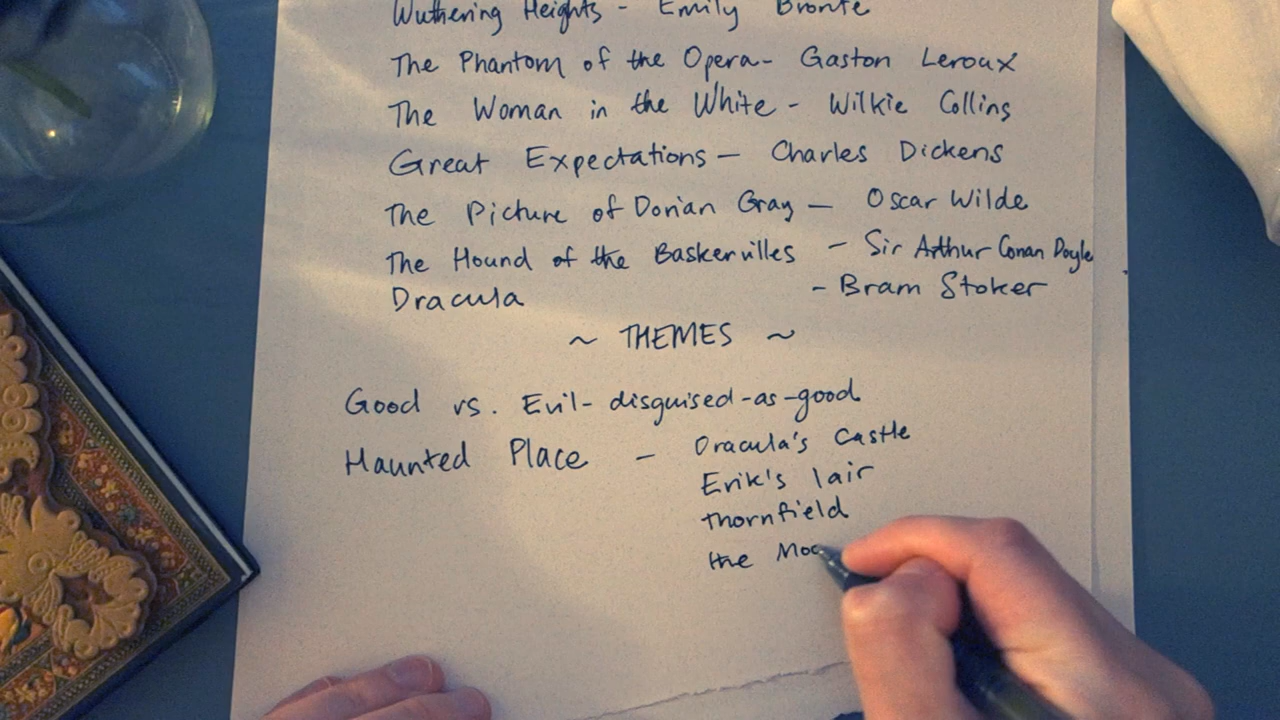 Wuthering Heights - Emily Bronte
The Phantom of the Opera - Gaston Leroux
The Woman in the White - Wilkie Collins
Great Expectations - Charles Dickens
The Picture of Dorian Gray - Oscar Wilde
The Hound of the Baskervilles - Sir Arthur Conan Doyle
Dracula - Bram Stoker
~ THEMES ~
Good vs. Evil-disguised-as-good
Haunted Place - Dracula's Castle
Erik's lair
Thornfield
the Moo